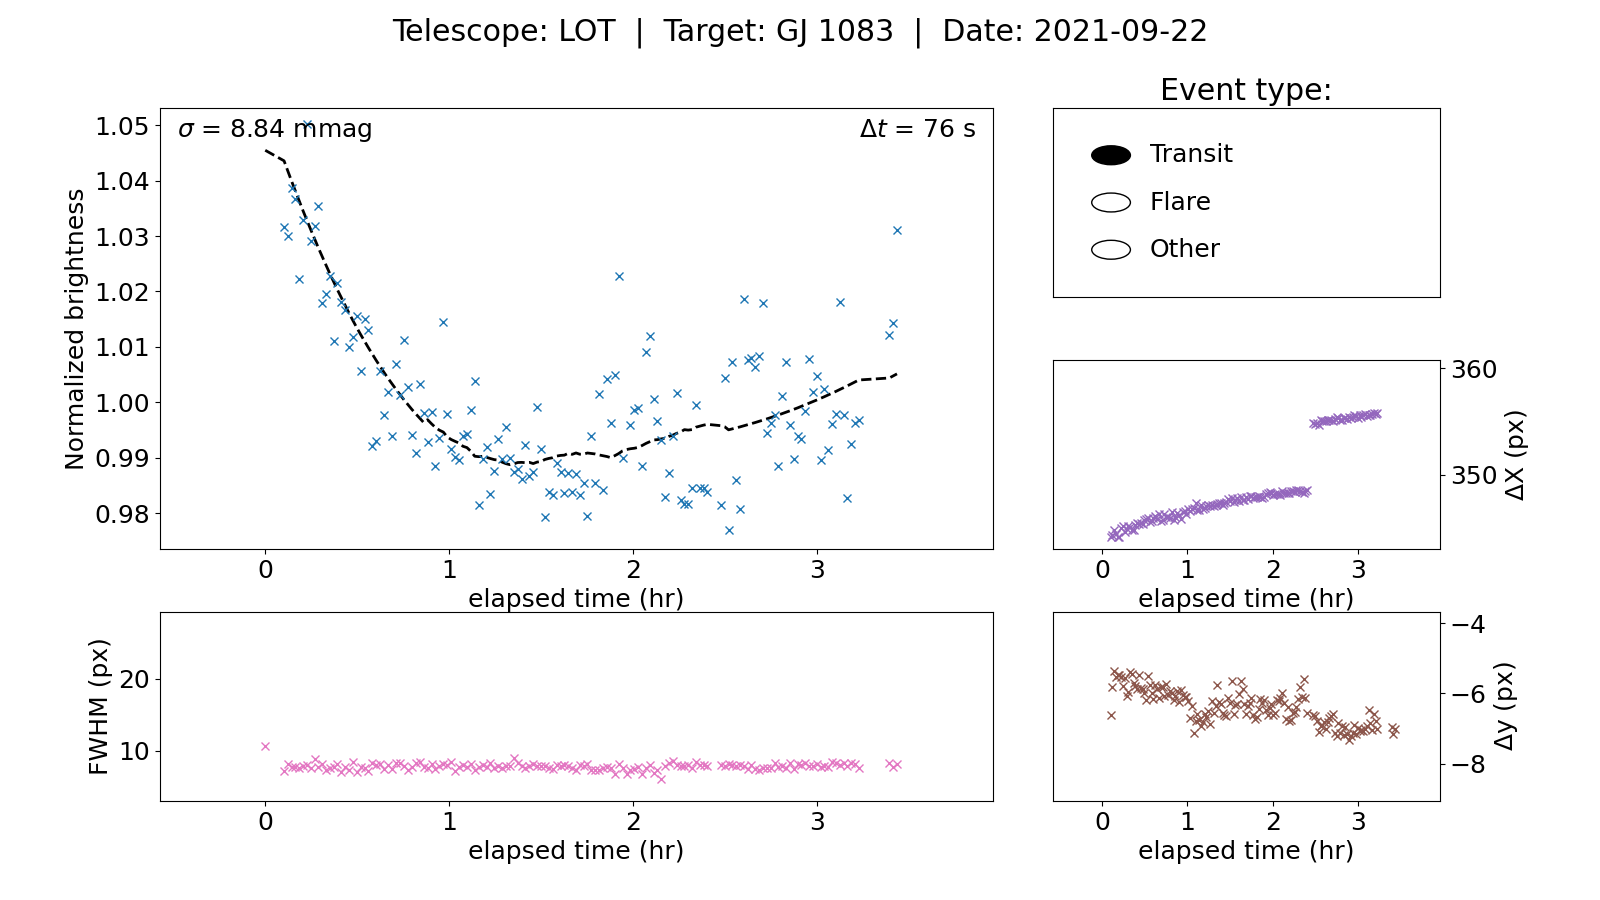 Telescope: LOT | Target: GJ 1083 | Date: 2021-09-22
Event type:
σ = 8.84 mmag
Δt = 76 s
Normalized brightness
1.05
1.04
1.03
1.02
1.01
1.00
0.99
0.98
0 1 2 3
elapsed time (hr)
Transit
Flare
Other
360
350
ΔX (px)
0 1 2 3
elapsed time (hr)
FWHM (px)
20
10
0 1 2 3
elapsed time (hr)
−4
−6
−8
Δy (px)
0 1 2 3
elapsed time (hr)